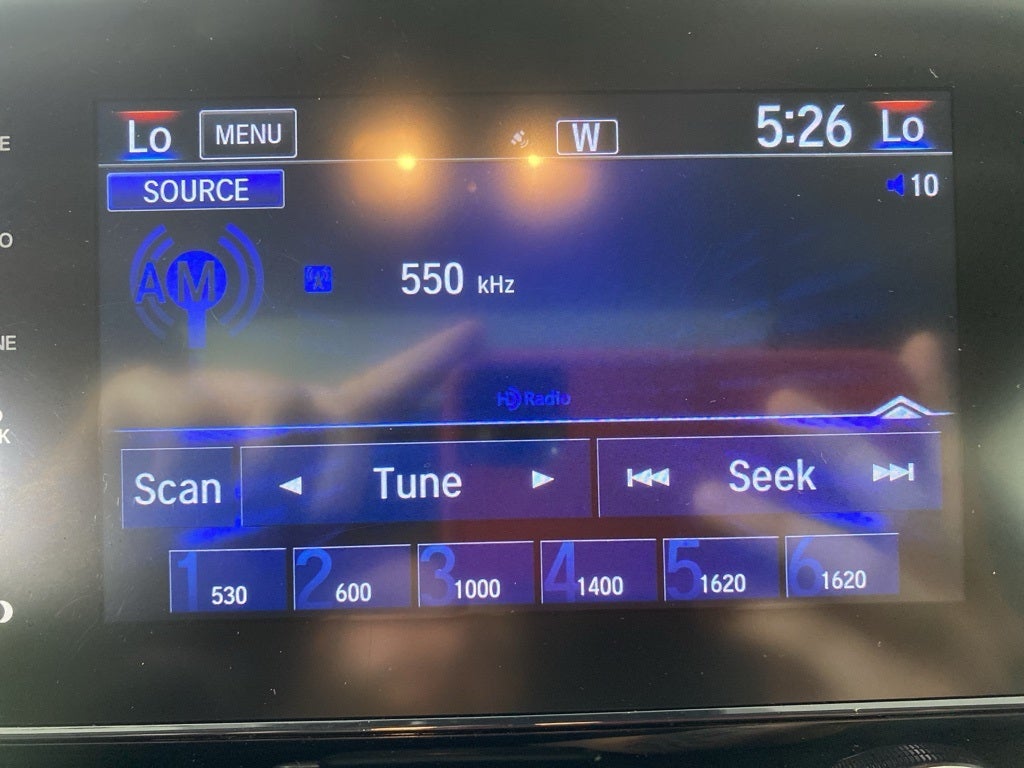 Lo MENU W 5:26 Lo
SOURCE 10
AM 550 kHz
HD Radio
Scan Tune Seek
1 530 2 600 3 1000 4 1400 5 1620 6 1620
E
O
NE
K